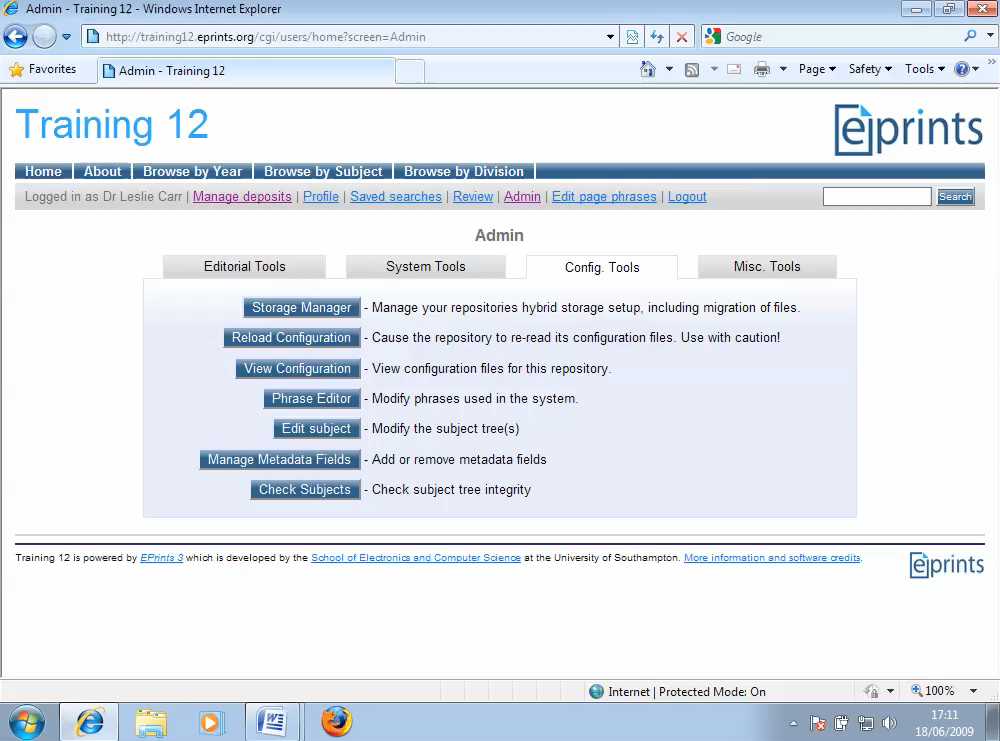 Admin - Training 12 - Windows Internet Explorer
http://training12.eprints.org/cgi/users/home?screen=Admin
Google
Favorites
Admin - Training 12
Page
Safety
Tools
Training 12
eprints
Home
About
Browse by Year
Browse by Subject
Browse by Division
Logged in as Dr Leslie Carr | Manage deposits | Profile | Saved searches | Review | Admin | Edit page phrases | Logout
Search
Admin
Editorial Tools
System Tools
Config. Tools
Misc. Tools
Storage Manager - Manage your repositories hybrid storage setup, including migration of files.
Reload Configuration - Cause the repository to re-read its configuration files. Use with caution!
View Configuration - View configuration files for this repository.
Phrase Editor - Modify phrases used in the system.
Edit subject - Modify the subject tree(s)
Manage Metadata Fields - Add or remove metadata fields
Check Subjects - Check subject tree integrity
Training 12 is powered by EPrints 3 which is developed by the School of Electronics and Computer Science at the University of Southampton. More information and software credits.
eprints
Internet | Protected Mode: On
100%
17:11
18/06/2009